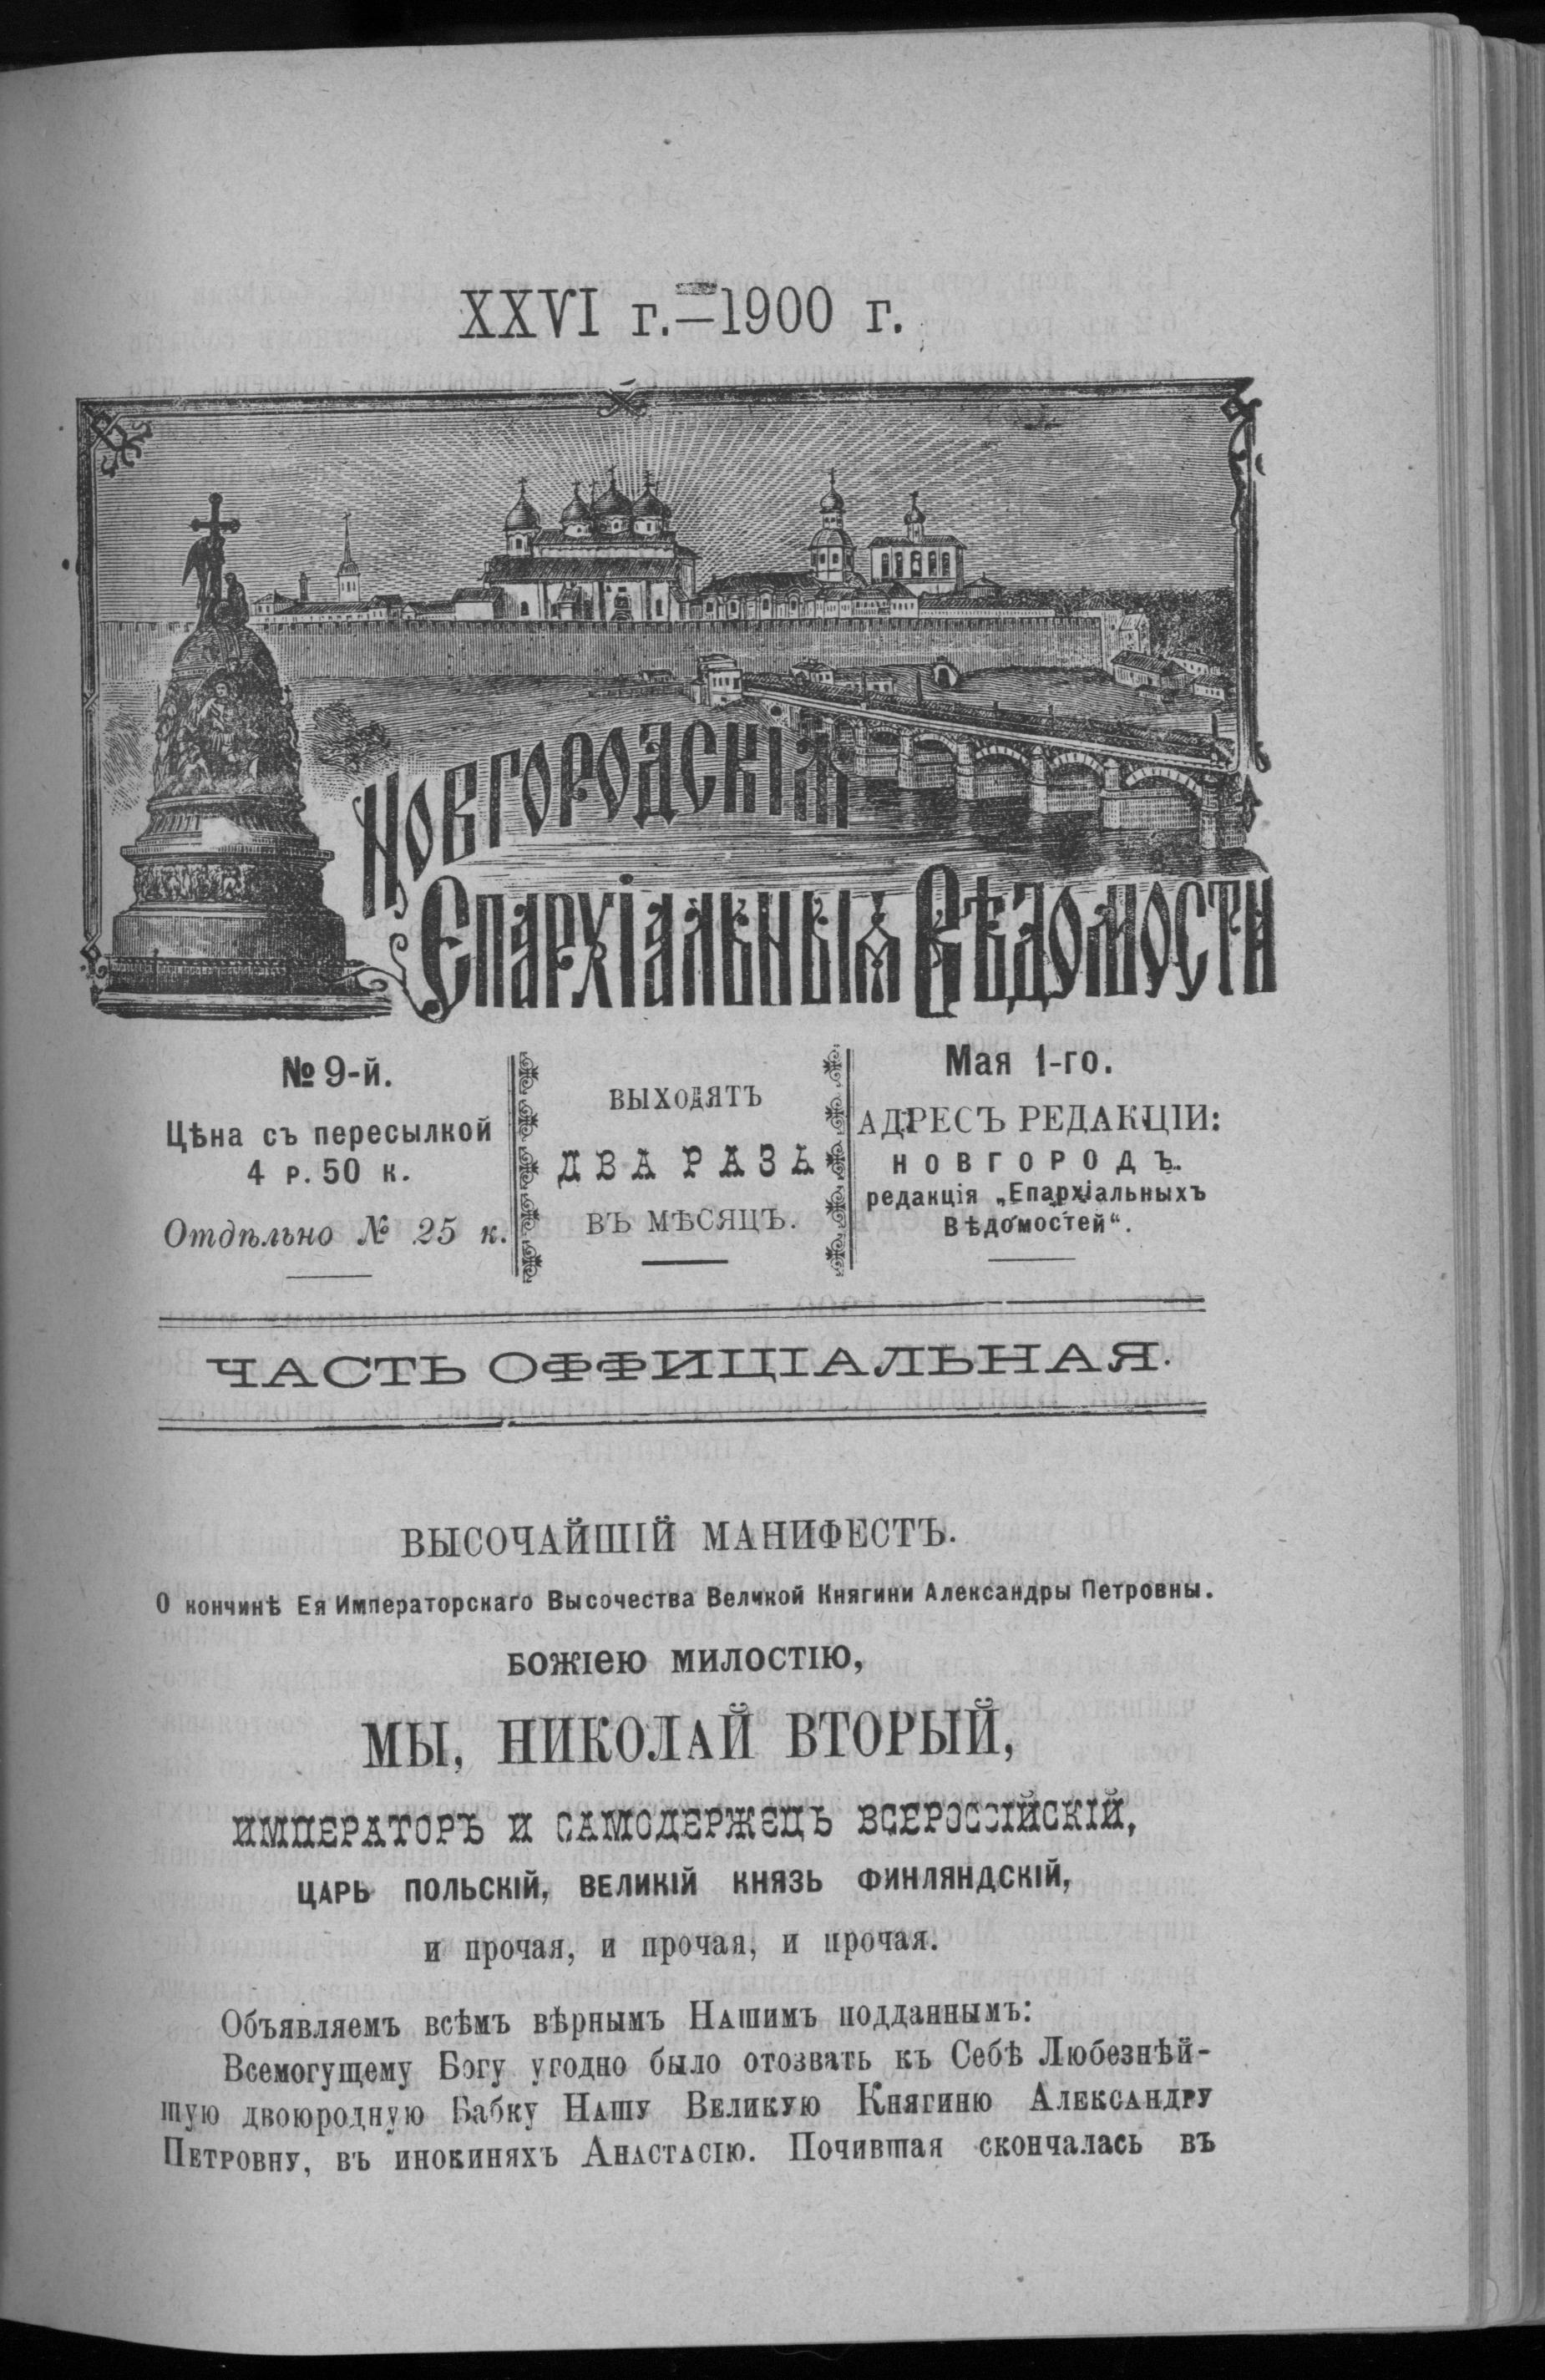 XXVI г.—1900 г.
Новгородскія
Епархіальныя Вѣдомости
№ 9-й.
Цѣна съ пересылкой
4 р. 50 к.
Отдѣльно № 25 к.
ВЫХОДЯТЪ
ДВА РАЗА
ВЪ МѢСЯЦЪ.
Мая 1-го.
АДРЕСЪ РЕДАКЦІИ:
НОВГОРОДЪ.
редакція „Епархіальныхъ
Вѣдомостей“.
ЧАСТЬ ОФФИЦІАЛЬНАЯ.
ВЫСОЧАЙШІЙ МАНИФЕСТЪ.
О кончинѣ Ея Императорскаго Высочества Великой Княгини Александры Петровны.
БОЖІЕЮ МИЛОСТІЮ,
МЫ, НИКОЛАЙ ВТОРЫЙ,
ИМПЕРАТОРЪ И САМОДЕРЖЕЦЪ ВСЕРОССІЙСКІЙ,
ЦАРЬ ПОЛЬСКІЙ, ВЕЛИКІЙ КНЯЗЬ ФИНЛЯНДСКІЙ,
и прочая, и прочая, и прочая.
Объявляемъ всѣмъ вѣрнымъ Нашимъ подданнымъ:
Всемогущему Богу угодно было отозвать къ Себѣ Любезнѣй-
шую двоюродную Бабку Нашу Великую Княгиню Александру
Петровну, въ инокиняхъ Анастасію. Почившая скончалась въ